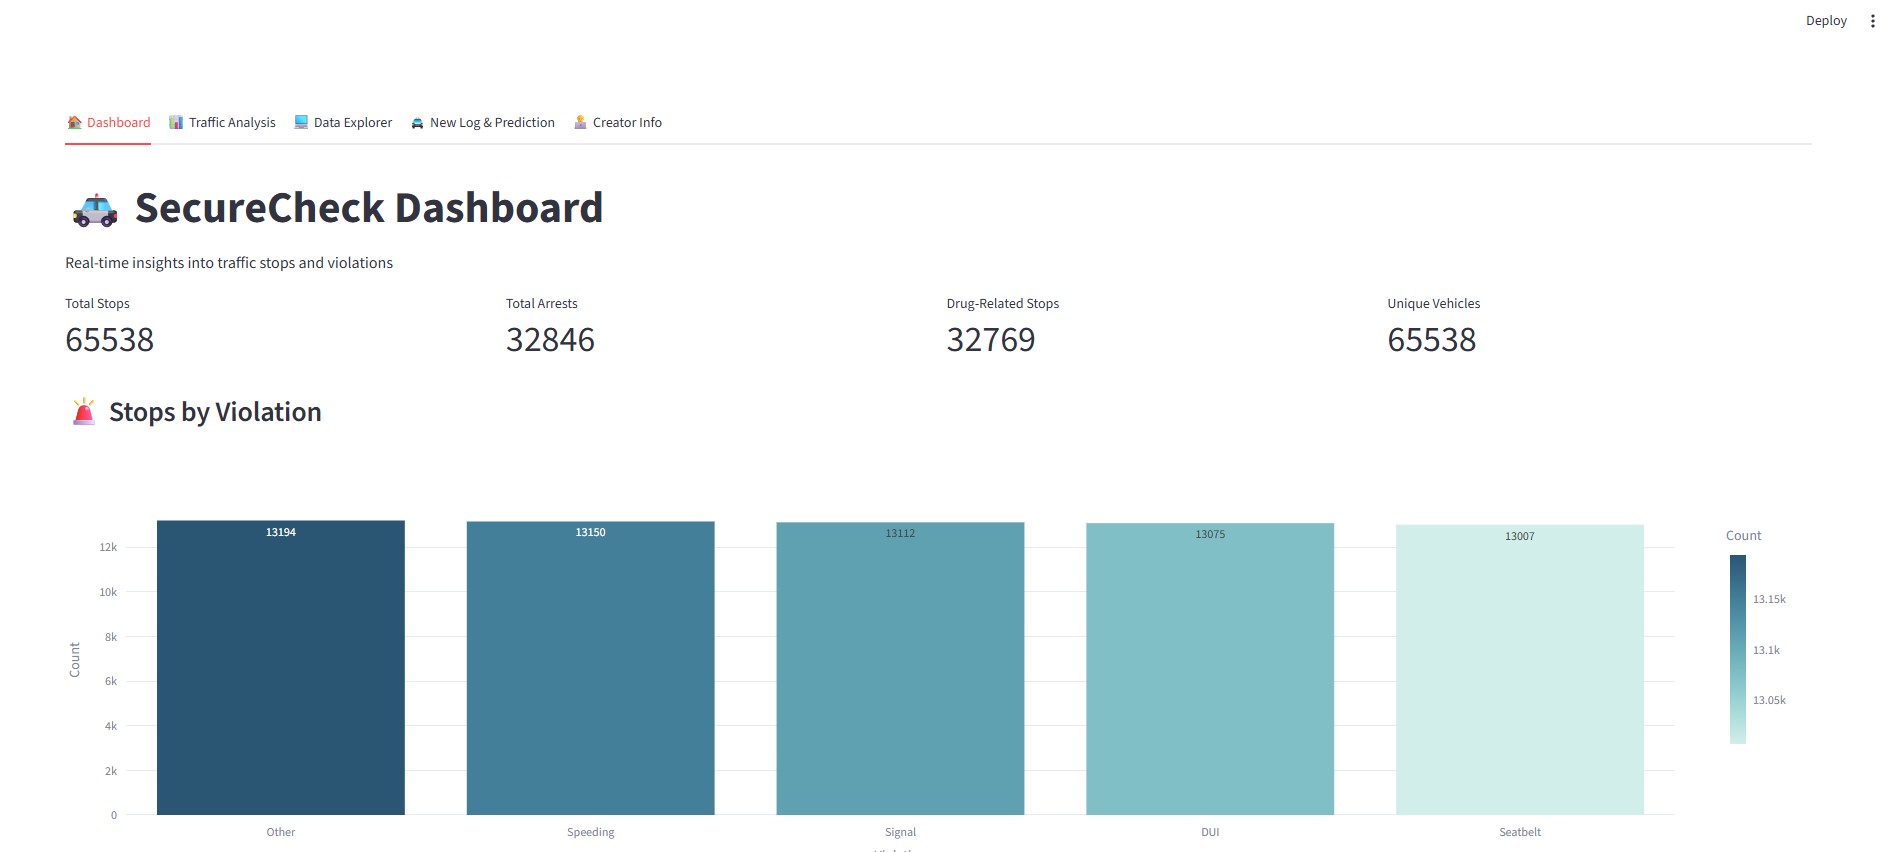 Deploy
Dashboard Traffic Analysis Data Explorer New Log & Prediction Creator Info
SecureCheck Dashboard
Real-time insights into traffic stops and violations
Total Stops Total Arrests Drug-Related Stops Unique Vehicles
65538 32846 32769 65538
Stops by Violation
13194 13150 13112 13075 13007
Count
12k
10k
8k
6k
4k
2k
0
Count
13.15k
13.1k
13.05k
Other Speeding Signal DUI Seatbelt